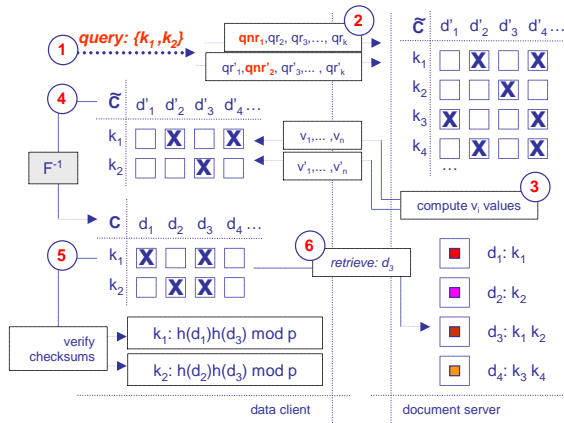 1 query: {k₁,k₂}
2
qnr₁,qr₂, qr₃,..., qrₖ
qr'₁,qnr'₂, qr'₃,... , qr'ₖ
C̃ d'₁ d'₂ d'₃ d'₄...
k₁ X X
k₂ X
k₃ X X
k₄ X X
...
4 C̃ d'₁ d'₂ d'₃ d'₄ ...
k₁ X X
k₂ X
v₁,... ,vₙ
v'₁,... ,v'ₙ
F⁻¹
3
compute vᵢ values
C d₁ d₂ d₃ d₄ ...
5
k₁ X X
k₂ X X
6
retrieve: d₃
d₁: k₁
d₂: k₂
d₃: k₁ k₂
d₄: k₃ k₄
verify
checksums
k₁: h(d₁)h(d₃) mod p
k₂: h(d₂)h(d₃) mod p
data client
document server